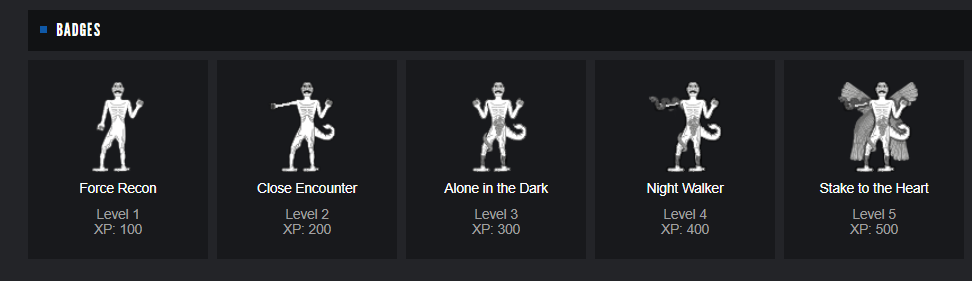 BADGES
Force Recon
Level 1
XP: 100
Close Encounter
Level 2
XP: 200
Alone in the Dark
Level 3
XP: 300
Night Walker
Level 4
XP: 400
Stake to the Heart
Level 5
XP: 500